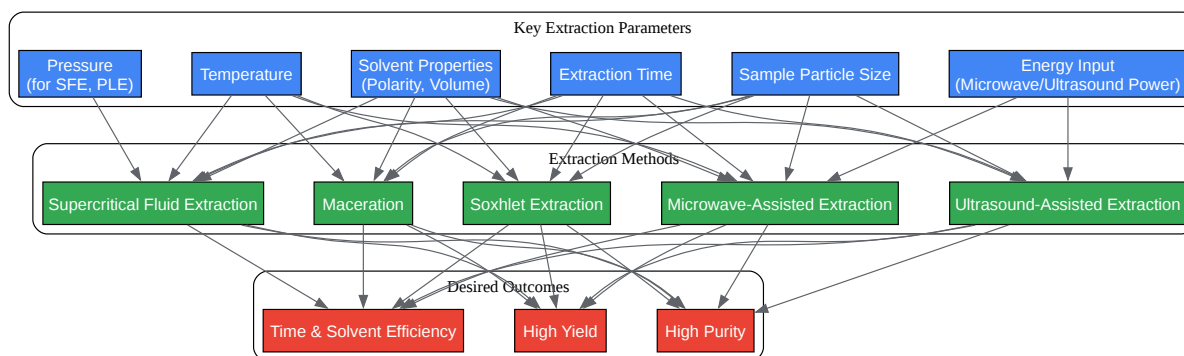 Key Extraction Parameters
Pressure
(for SFE, PLE)
Temperature
Solvent Properties
(Polarity, Volume)
Extraction Time
Sample Particle Size
Energy Input
(Microwave/Ultrasound Power)
Extraction Methods
Supercritical Fluid Extraction
Maceration
Soxhlet Extraction
Microwave-Assisted Extraction
Ultrasound-Assisted Extraction
Desired Outcomes
Time & Solvent Efficiency
High Yield
High Purity